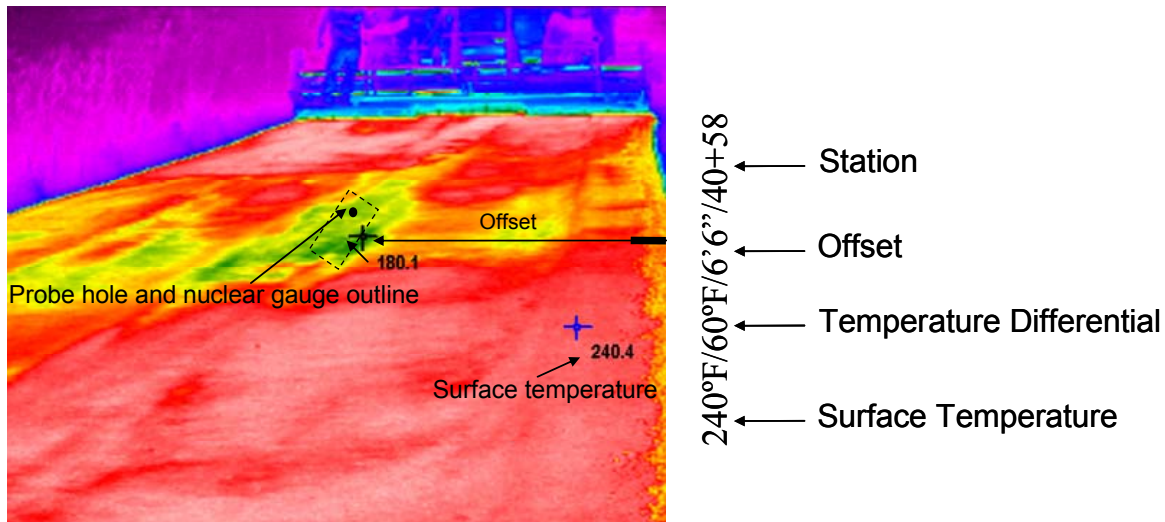 Offset
180.1
Probe hole and nuclear gauge outline
240.4
Surface temperature
240ºF/60ºF/6’6”/40+58
Station
Offset
Temperature Differential
Surface Temperature